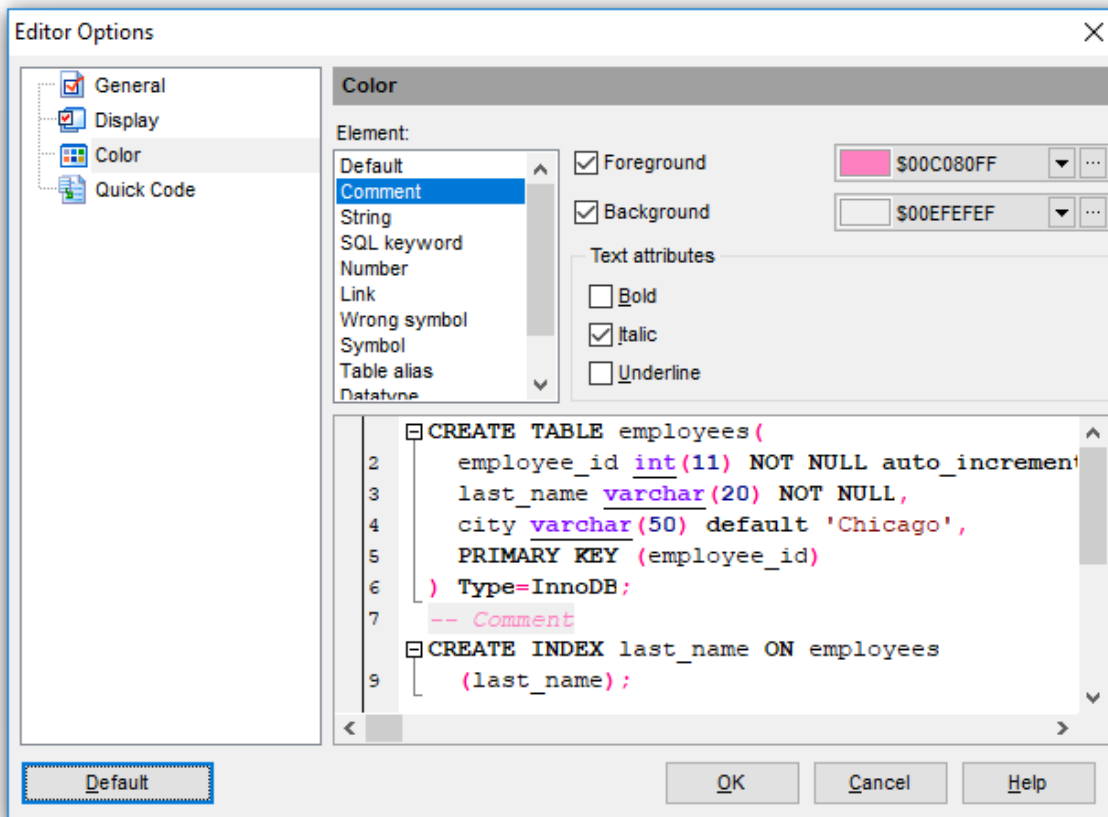 Editor Options
General
Display
Color
Quick Code
Color
Element:
Default
Comment
String
SQL keyword
Number
Link
Wrong symbol
Symbol
Table alias
Datatype
Foreground
$00C080FF
Background
$00EFEFEF
Text attributes
Bold
Italic
Underline
CREATE TABLE employees(
2 employee_id int(11) NOT NULL auto_increment
3 last_name varchar(20) NOT NULL,
4 city varchar(50) default 'Chicago',
5 PRIMARY KEY (employee_id)
6 ) Type=InnoDB;
7 -- Comment
CREATE INDEX last_name ON employees
9 (last_name);
Default
OK
Cancel
Help